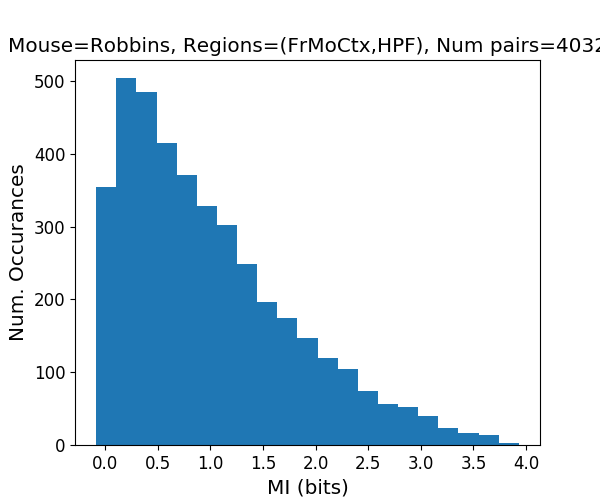 Mouse=Robbins, Regions=(FrMoCtx,HPF), Num pairs=4032
Num. Occurances
500
400
300
200
100
0
0.0 0.5 1.0 1.5 2.0 2.5 3.0 3.5 4.0
MI (bits)